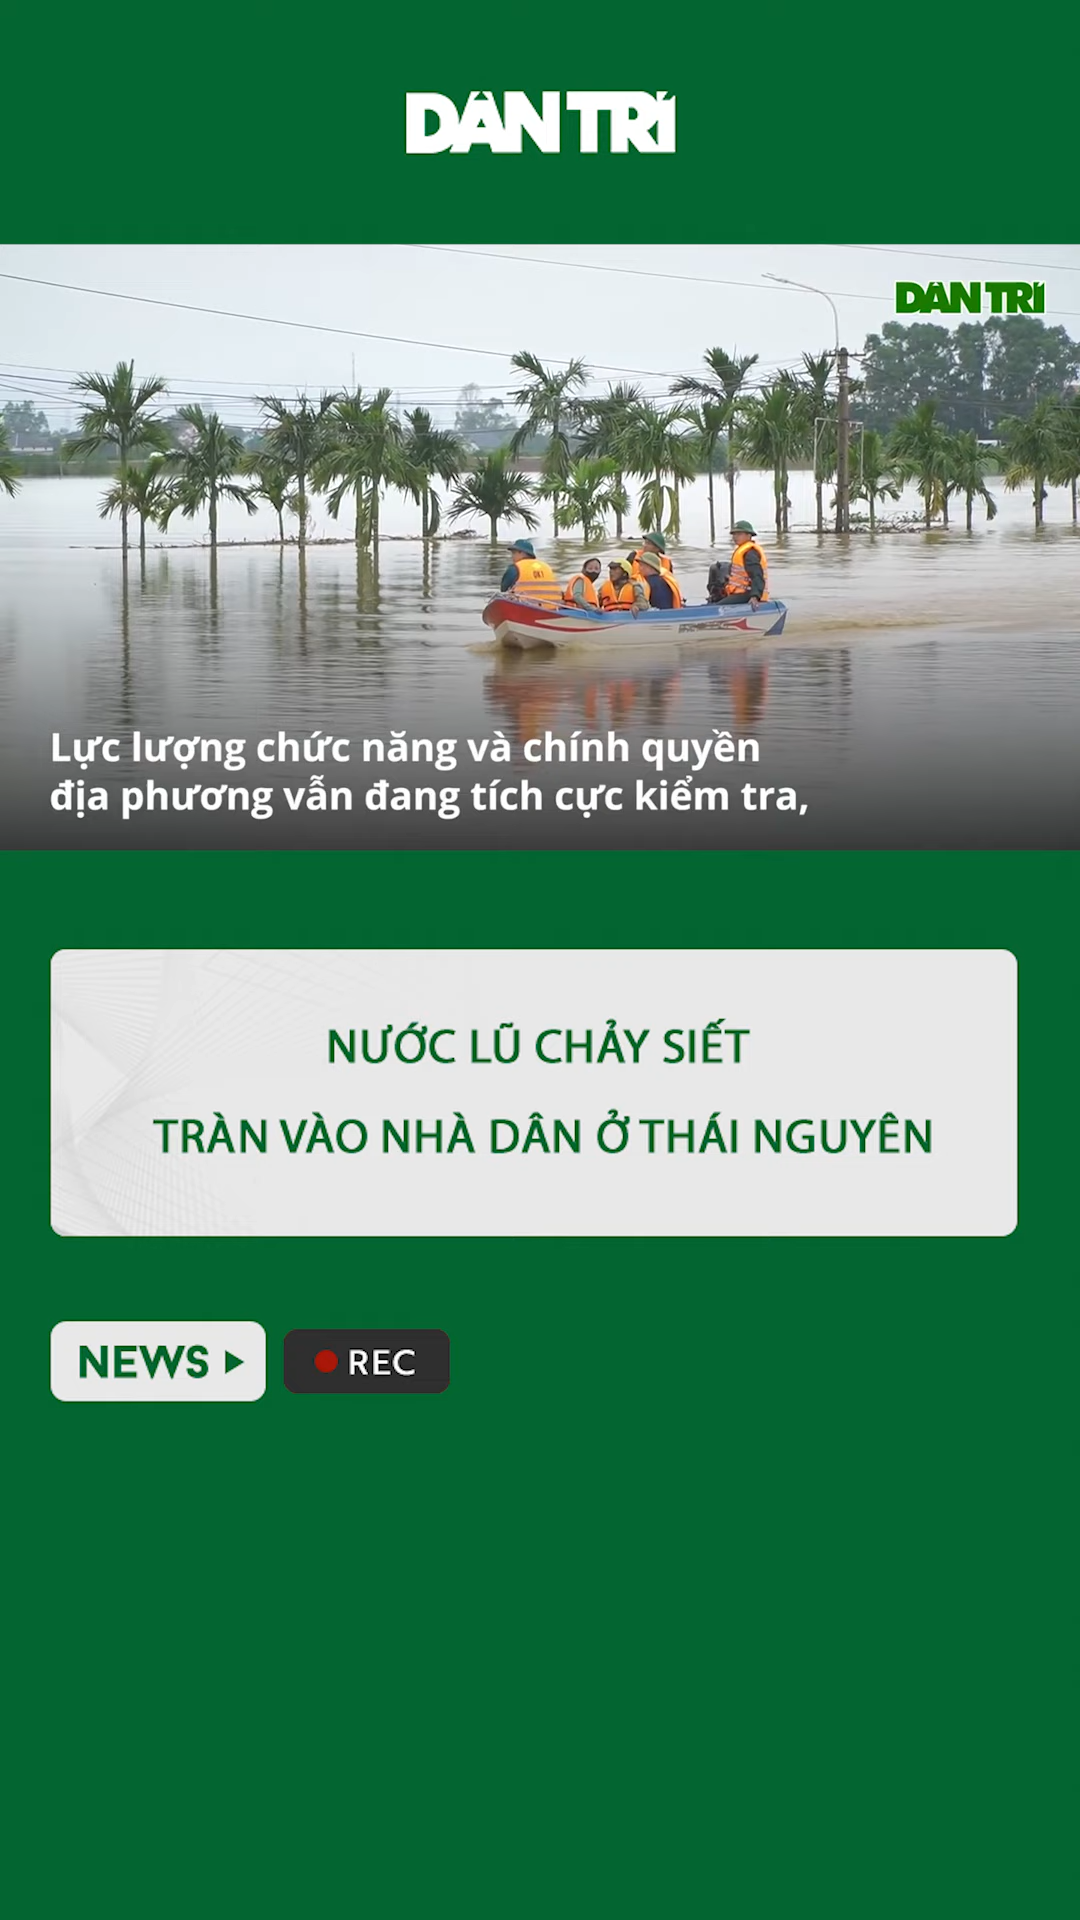 DÂN TRÍ
DÂN TRÍ
Lực lượng chức năng và chính quyền
địa phương vẫn đang tích cực kiểm tra,
NƯỚC LŨ CHẢY SIẾT
TRÀN VÀO NHÀ DÂN Ở THÁI NGUYÊN
NEWS
REC